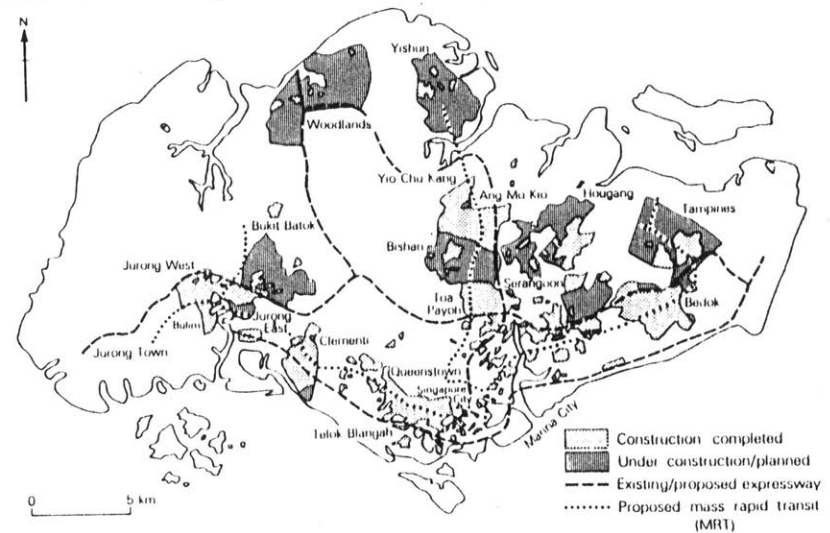 N
Yishun
Woodlands
Yio Chu Kang
Ang Mo Kio
Hougang
Tampines
Bukit Batok
Bishan
Jurong West
Serangoon
Toa
Payoh
Bedok
Jurong
East
Bulim
Jurong Town
Clementi
Queenstown
Singapore
City
Marina City
Telok Blangah
Construction completed
Under construction/planned
Existing/proposed expressway
Proposed mass rapid transit
(MRT)
0 5 km